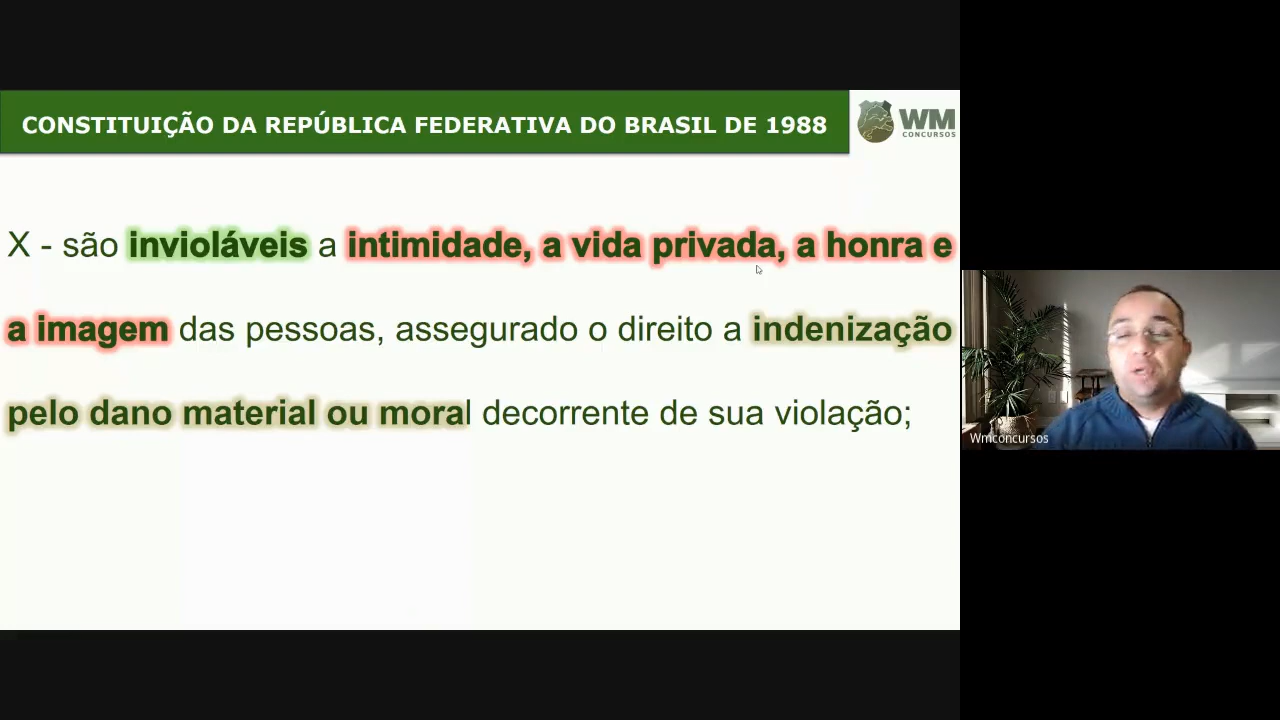 CONSTITUIÇÃO DA REPÚBLICA FEDERATIVA DO BRASIL DE 1988
WM
CONCURSOS
X - são invioláveis a intimidade, a vida privada, a honra e
a imagem das pessoas, assegurado o direito a indenização
pelo dano material ou moral decorrente de sua violação;
Wmconcursos